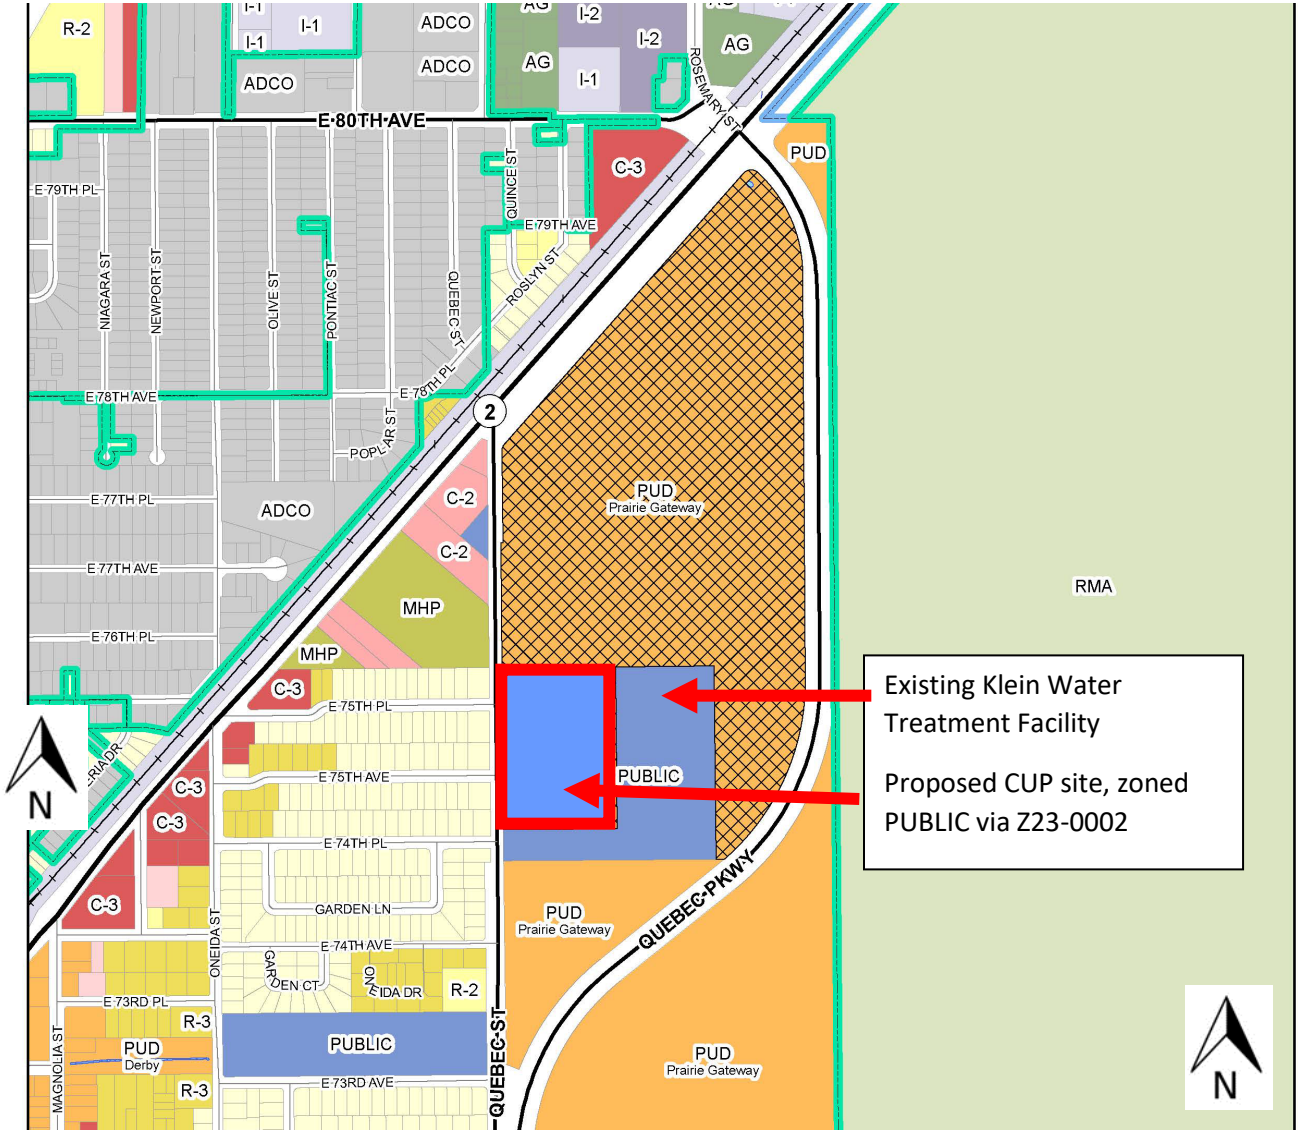 R-2
I-1
I-1
I-1
ADCO
ADCO
ADCO
AG
AG
I-2
I-2
I-1
AG
ROSEMARY ST
E 80TH AVE
PUD
C-3
E 79TH PL
QUINCE ST
E 79TH AVE
NIAGARA ST
NEWPORT ST
OLIVE ST
PONTIAC ST
QUEBEC ST
ROSLYN ST
E 78TH AVE
E 78TH PL
2
POPLAR ST
E 77TH PL
ADCO
C-2
C-2
PUD
Prairie Gateway
E 77TH AVE
MHP
RMA
E 76TH PL
MHP
C-3
E 75TH PL
Existing Klein Water
Treatment Facility
Proposed CUP site, zoned
PUBLIC via Z23-0002
N
ERIA DR
C-3
C-3
E 75TH AVE
PUBLIC
E 74TH PL
C-3
ONEIDA ST
GARDEN LN
PUD
Prairie Gateway
QUEBEC PKWY
E 74TH AVE
GARDEN CT
ONEIDA DR
R-2
E 73RD PL
R-3
PUD
Derby
PUBLIC
QUEBEC ST
PUD
Prairie Gateway
MAGNOLIA ST
R-3
E 73RD AVE
N